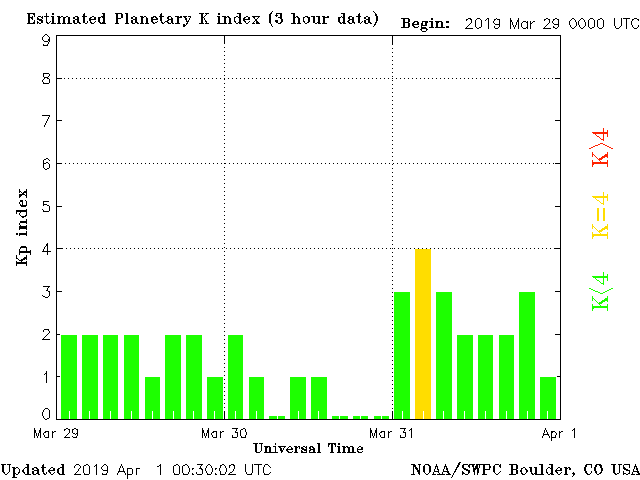 Estimated Planetary K index (3 hour data)
Begin: 2019 Mar 29 0000 UTC
9
8
7
6
5
4
3
2
1
0
Kp index
Mar 29
Mar 30
Mar 31
Apr 1
Universal Time
K>4
K=4
K<4
Updated 2019 Apr 1 00:30:02 UTC
NOAA/SWPC Boulder, CO USA